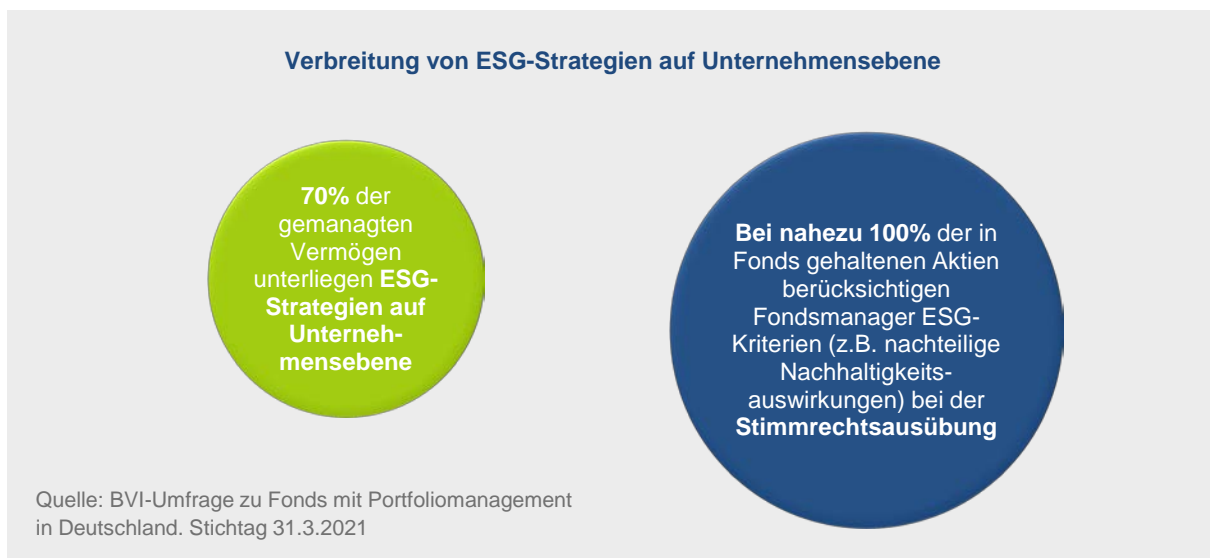 Verbreitung von ESG-Strategien auf Unternehmensebene
70% der
gemanagten
Vermögen
unterliegen ESG-
Strategien auf
Unterneh-
mensebene
Bei nahezu 100% der in
Fonds gehaltenen Aktien
berücksichtigen
Fondsmanager ESG-
Kriterien (z.B. nachteilige
Nachhaltigkeits-
auswirkungen) bei der
Stimmrechtsausübung
Quelle: BVI-Umfrage zu Fonds mit Portfoliomanagement
in Deutschland. Stichtag 31.3.2021